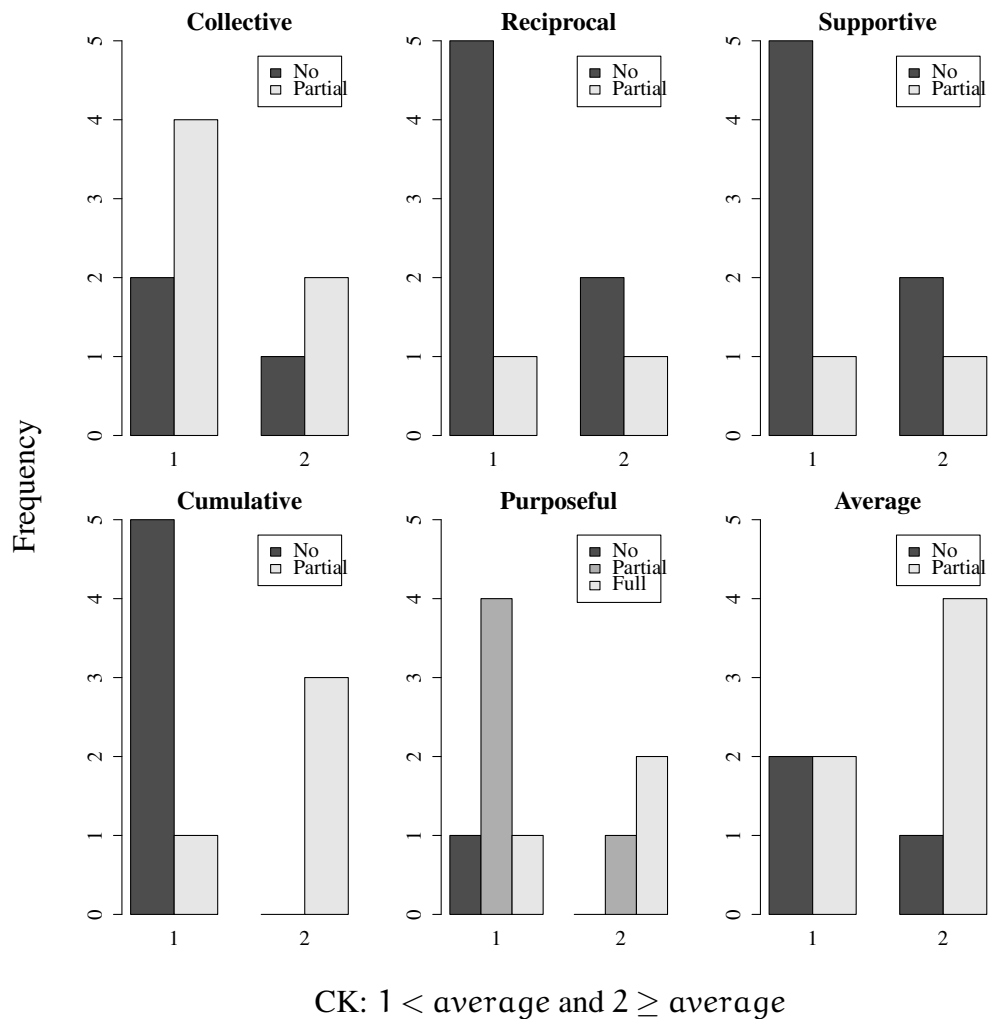 Collective
Reciprocal
Supportive
5
4
3
2
1
0
No
Partial
1
2
5
4
3
2
1
0
No
Partial
1
2
5
4
3
2
1
0
No
Partial
1
2
Frequency
Cumulative
Purposeful
Average
5
4
3
2
1
0
No
Partial
1
2
5
4
3
2
1
0
No
Partial
Full
1
2
5
4
3
2
1
0
No
Partial
1
2
CK: 1 < average and 2 ≥ average